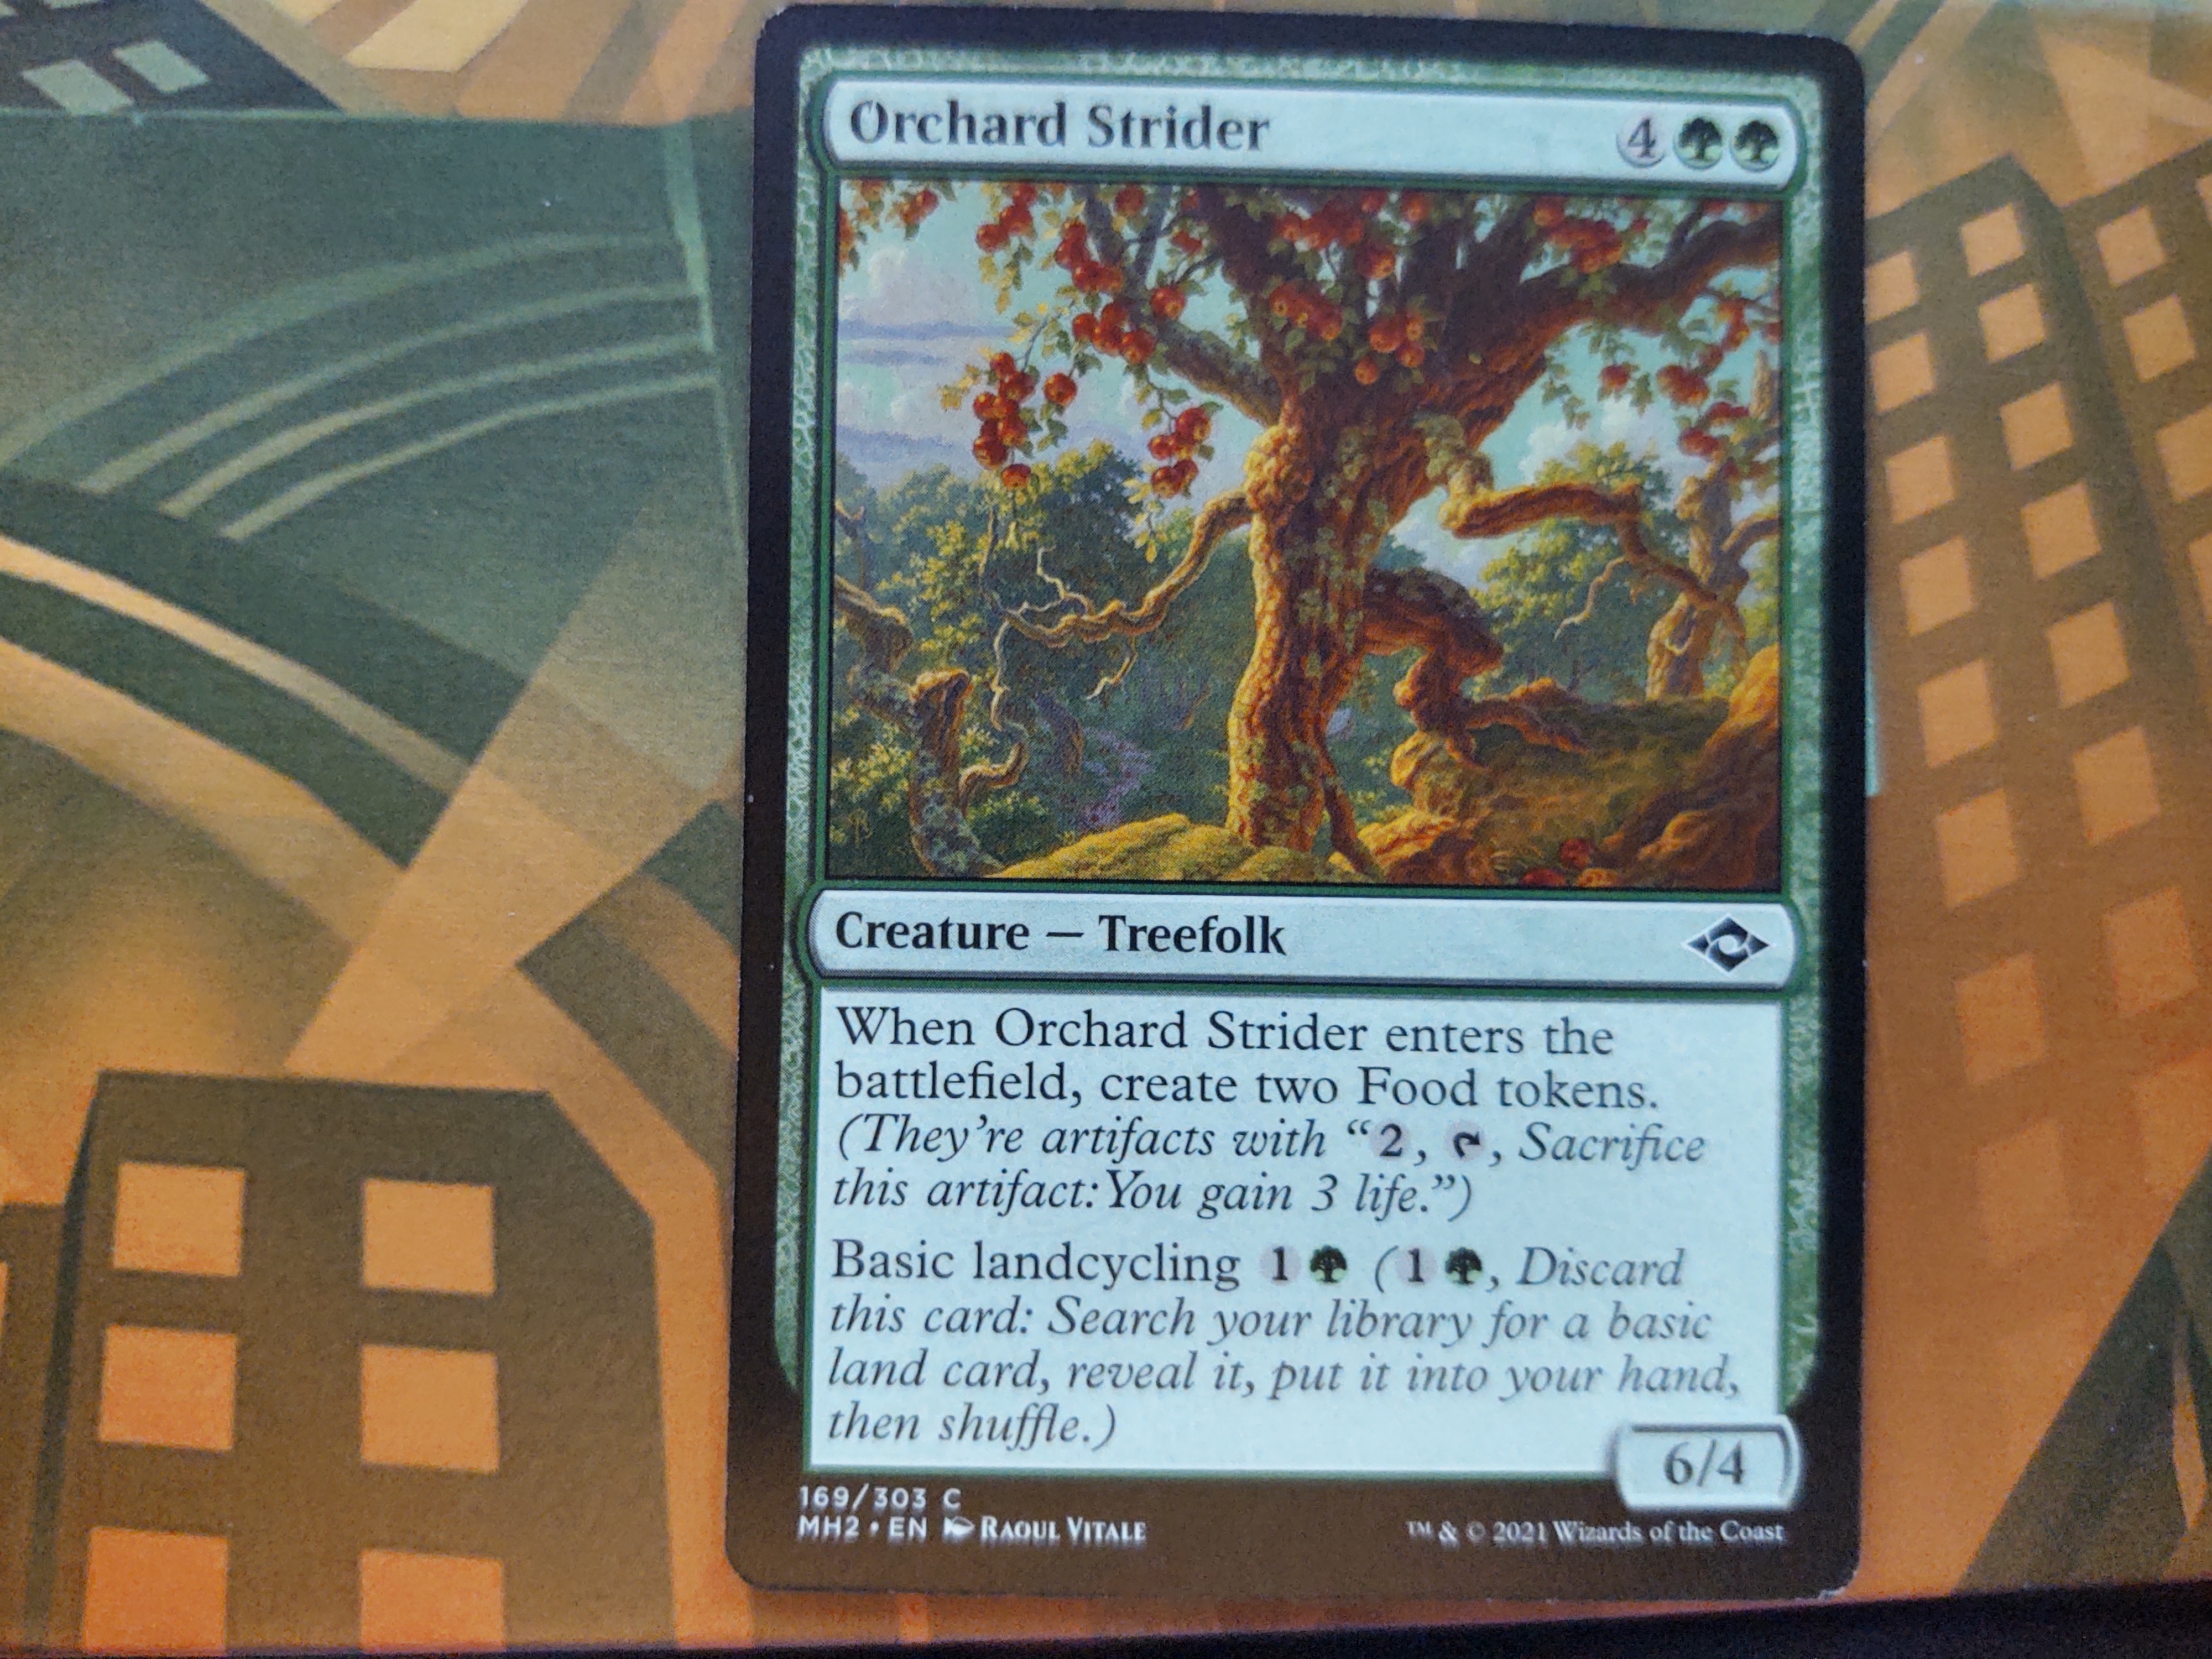 Orchard Strider 4
Creature — Treefolk
When Orchard Strider enters the
battlefield, create two Food tokens.
(They're artifacts with “2, , Sacrifice
this artifact: You gain 3 life.”)
Basic landcycling 1 (1 , Discard
this card: Search your library for a basic
land card, reveal it, put it into your hand,
then shuffle.)
6/4
169/303 C
MH2 • EN RAOUL VITALE
™ & © 2021 Wizards of the Coast